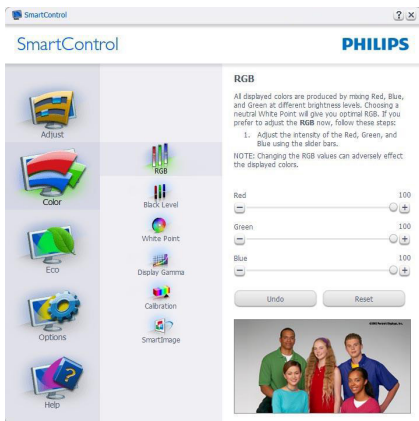 SmartControl
? x
SmartControl
PHILIPS
Adjust
Color
Eco
Options
Help
RGB
Black Level
White Point
Display Gamma
Calibration
SmartImage
RGB
All displayed colors are produced by mixing Red, Blue,
and Green at different brightness levels. Choosing a
neutral White Point will give you optimal RGB. If you
prefer to adjust the RGB now, follow these steps:
1. Adjust the intensity of the Red, Green, and
Blue using the slider bars.
NOTE: Changing the RGB values can adversely effect
the displayed colors.
Red 100
Green 100
Blue 100
Undo Reset